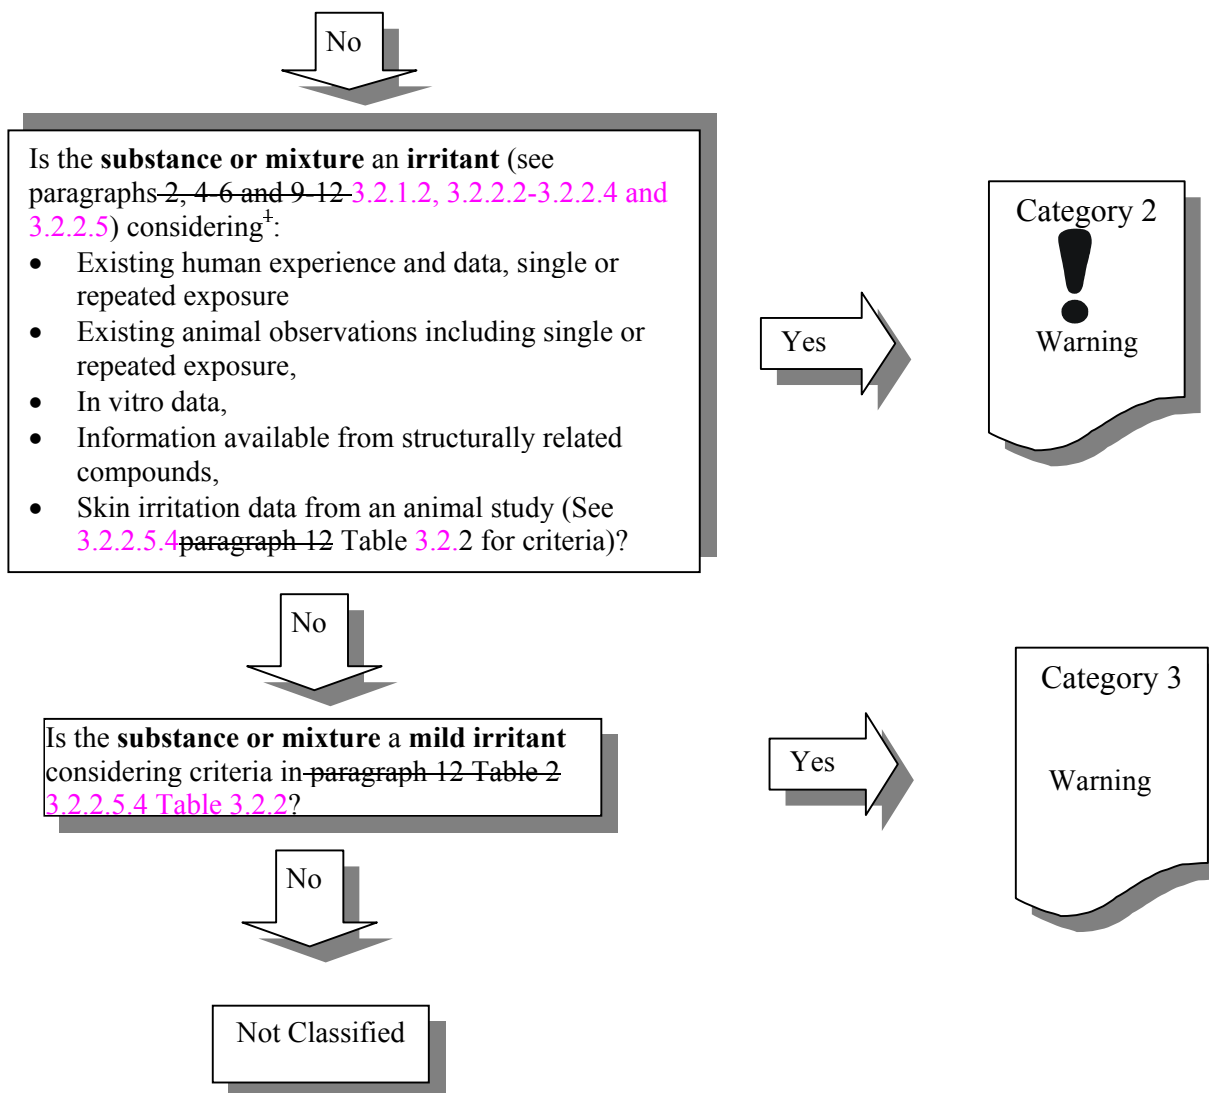 No
Is the substance or mixture an irritant (see
paragraphs 2, 4-6 and 9-12 3.2.1.2, 3.2.2.2-3.2.2.4 and
3.2.2.5) considering1:
• Existing human experience and data, single or
repeated exposure
• Existing animal observations including single or
repeated exposure,
• In vitro data,
• Information available from structurally related
compounds,
• Skin irritation data from an animal study (See
3.2.2.5.4paragraph 12 Table 3.2.2 for criteria)?
Yes
Category 2
!
Warning
No
Is the substance or mixture a mild irritant
considering criteria in paragraph 12 Table 2
3.2.2.5.4 Table 3.2.2?
Yes
Category 3
Warning
No
Not Classified